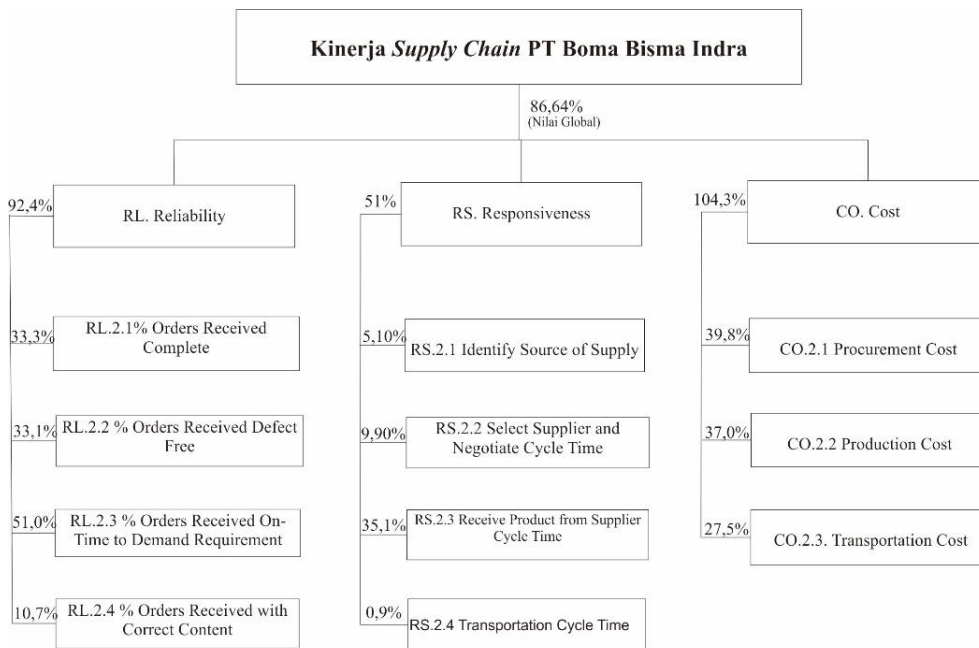 Kinerja Supply Chain PT Boma Bisma Indra
86,64%
(Nilai Global)
92,4%
RL. Reliability
51%
RS. Responsiveness
104,3%
CO. Cost
33,3%
RL.2.1% Orders Received
Complete
5,10%
RS.2.1 Identify Source of Supply
39,8%
CO.2.1 Procurement Cost
33,1%
RL.2.2 % Orders Received Defect
Free
9,90%
RS.2.2 Select Supplier and
Negotiate Cycle Time
37,0%
CO.2.2 Production Cost
51,0%
RL.2.3 % Orders Received On-
Time to Demand Requirement
35,1%
RS.2.3 Receive Product from Supplier
Cycle Time
27,5%
CO.2.3. Transportation Cost
10,7%
RL.2.4 % Orders Received with
Correct Content
0,9%
RS.2.4 Transportation Cycle Time